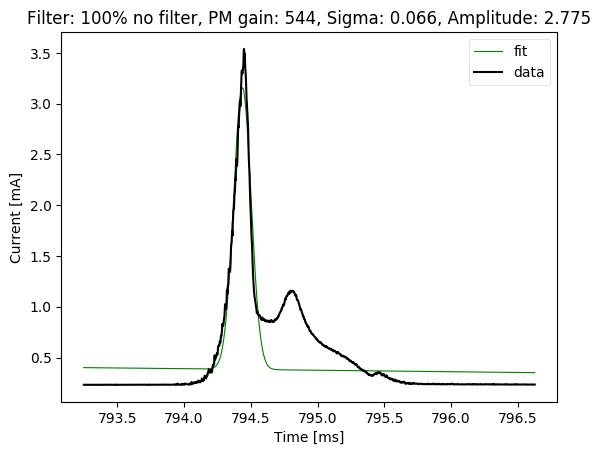 Filter: 100% no filter, PM gain: 544, Sigma: 0.066, Amplitude: 2.775
fit
data
3.5
3.0
2.5
2.0
1.5
1.0
0.5
Current [mA]
793.5 794.0 794.5 795.0 795.5 796.0 796.5
Time [ms]